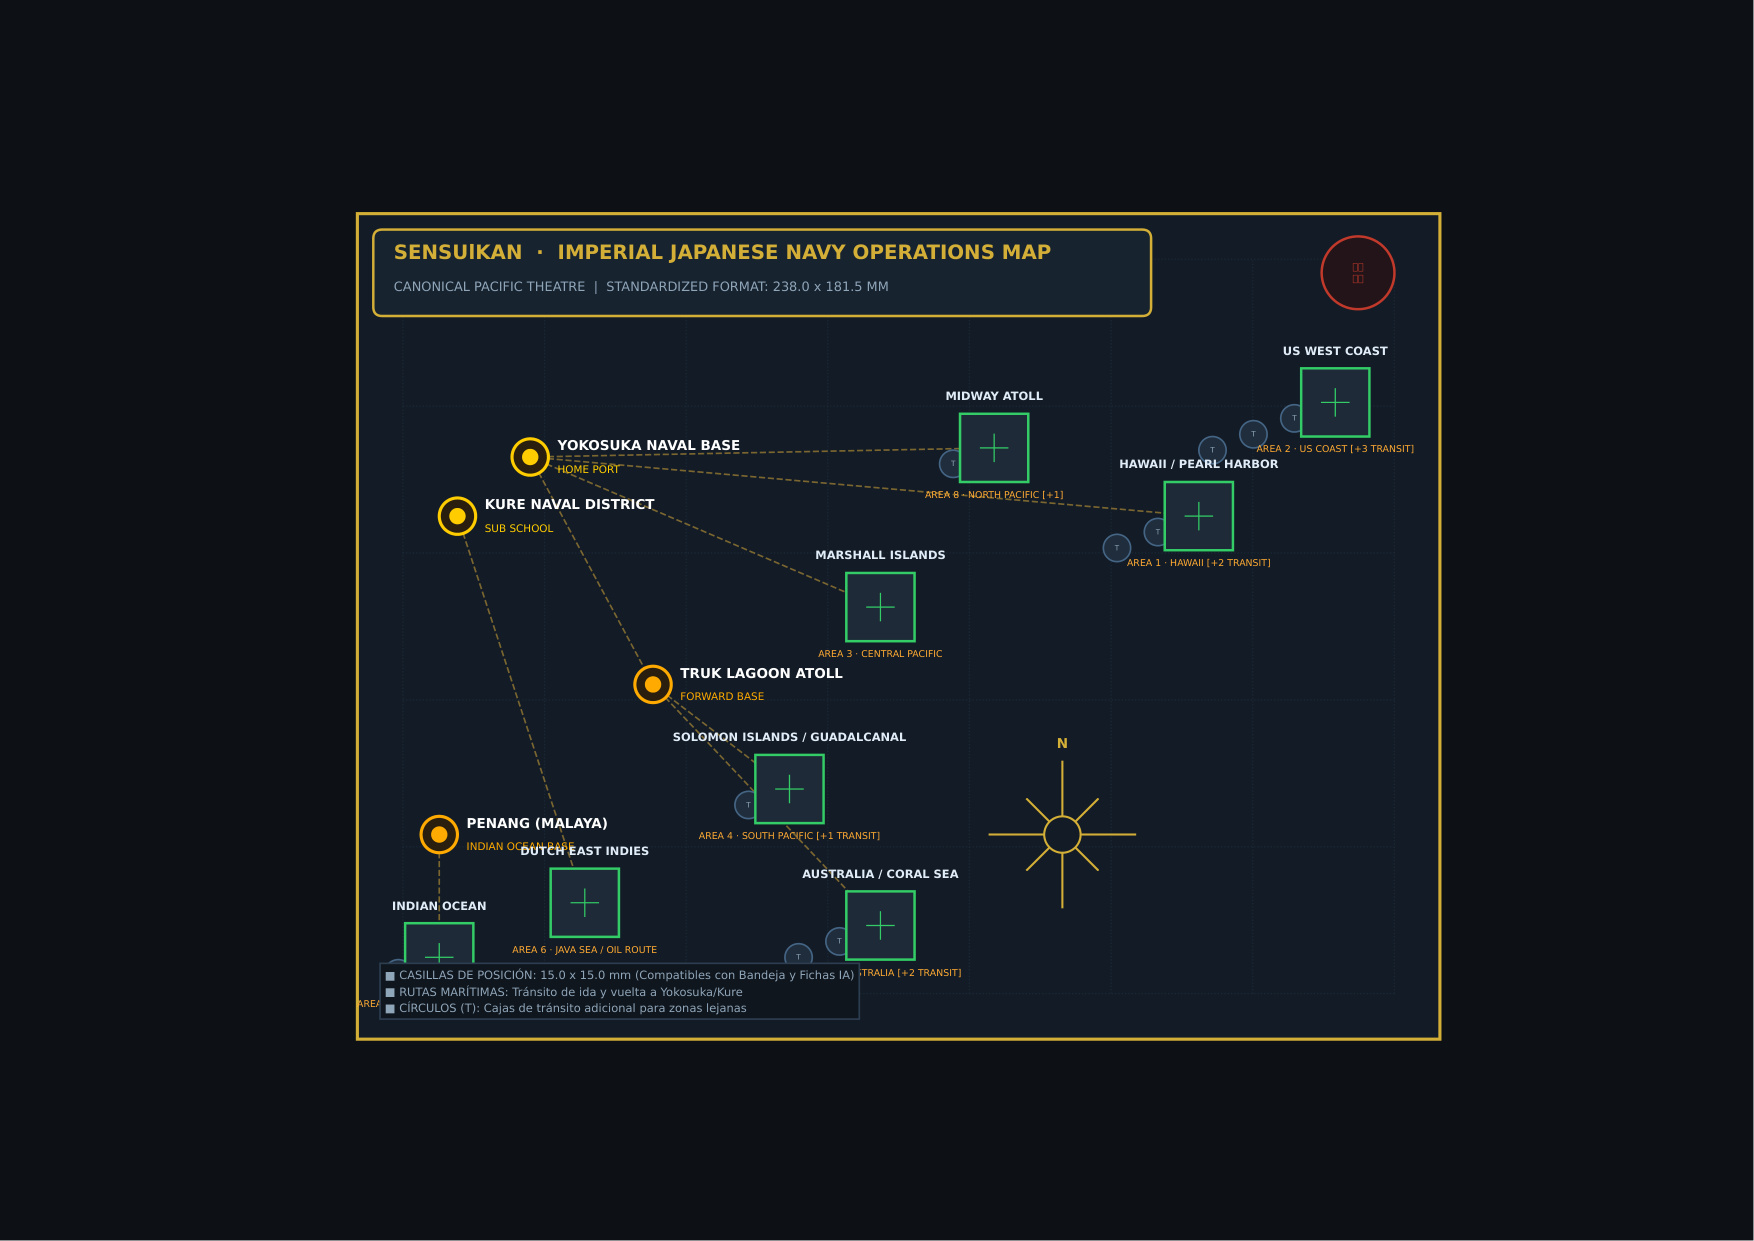 SENSUIKAN · IMPERIAL JAPANESE NAVY OPERATIONS MAP
CANONICAL PACIFIC THEATRE | STANDARDIZED FORMAT: 238.0 x 181.5 MM
US WEST COAST
T
T
T
AREA 2 · US COAST [+3 TRANSIT]
MIDWAY ATOLL
T
AREA 8 · NORTH PACIFIC [+1]
YOKOSUKA NAVAL BASE
HOME PORT
HAWAII / PEARL HARBOR
T
T
AREA 1 · HAWAII [+2 TRANSIT]
KURE NAVAL DISTRICT
SUB SCHOOL
MARSHALL ISLANDS
AREA 3 · CENTRAL PACIFIC
TRUK LAGOON ATOLL
FORWARD BASE
SOLOMON ISLANDS / GUADALCANAL
T
AREA 4 · SOUTH PACIFIC [+1 TRANSIT]
N
PENANG (MALAYA)
INDIAN OCEAN BASE
DUTCH EAST INDIES
AREA 6 · JAVA SEA / OIL ROUTE
AUSTRALIA / CORAL SEA
T
T
TRALIA [+2 TRANSIT]
INDIAN OCEAN
AREA
■ CASILLAS DE POSICIÓN: 15.0 x 15.0 mm (Compatibles con Bandeja y Fichas IA)
■ RUTAS MARÍTIMAS: Tránsito de ida y vuelta a Yokosuka/Kure
■ CÍRCULOS (T): Cajas de tránsito adicional para zonas lejanas